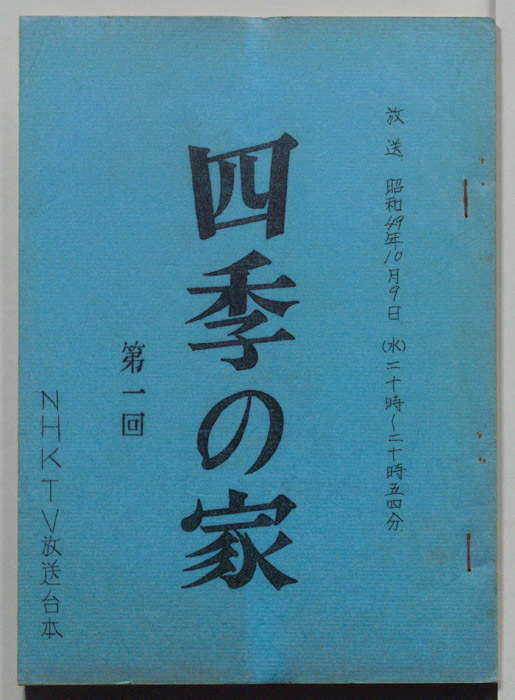 放送 昭和49年10月9日(水)二十時～二十時五四分
四季の家
第一回
NHKTV放送台本